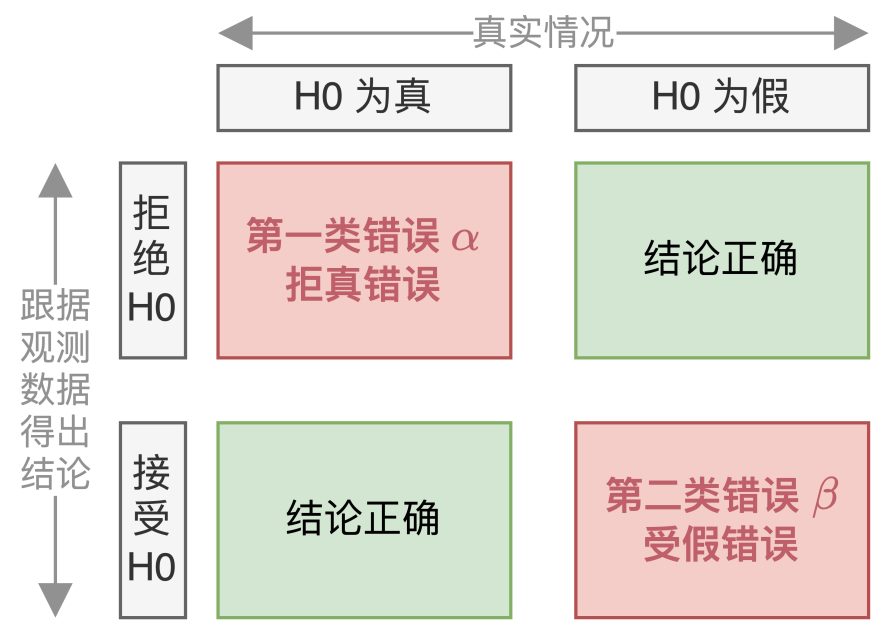 真实情况
H0 为真
H0 为假
拒
绝
H0
第一类错误 α
拒真错误
结论正确
跟据
观测
数据
得出
结论
接
受
H0
结论正确
第二类错误 β
受假错误